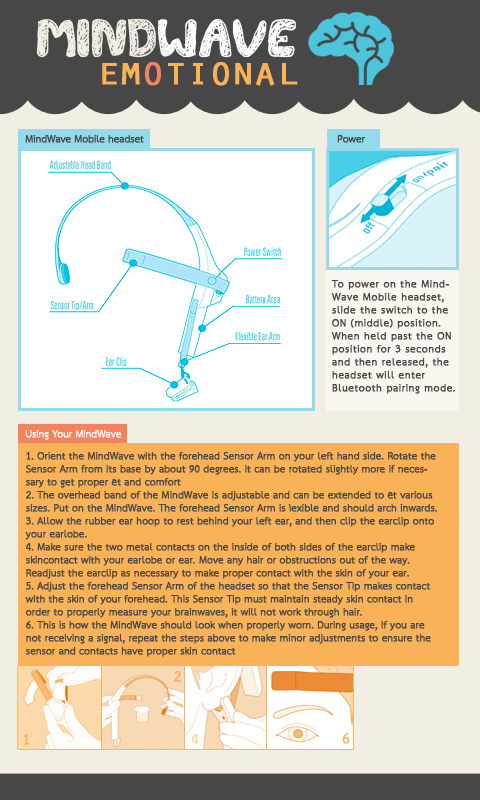 MINDWAVE
EMOTIONAL
MindWave Mobile headset
Adjustable Head Band
Power Switch
Sensor Tip/Arm
Battery Area
Flexible Ear Arm
Ear Clip
Power
on/pair
off
To power on the Mind-
Wave Mobile headset,
slide the switch to the
ON (middle) position.
When held past the ON
position for 3 seconds
and then released, the
headset will enter
Bluetooth pairing mode.
Using Your MindWave
1. Orient the MindWave with the forehead Sensor Arm on your left hand side. Rotate the
Sensor Arm from its base by about 90 degrees. it can be rotated slightly more if neces-
sary to get proper ët and comfort
2. The overhead band of the MindWave is adjustable and can be extended to ët various
sizes. Put on the MindWave. The forehead Sensor Arm is ìexible and should arch inwards.
3. Allow the rubber ear hoop to rest behind your left ear, and then clip the earclip onto
your earlobe.
4. Make sure the two metal contacts on the inside of both sides of the earclip make
skincontact with your earlobe or ear. Move any hair or obstructions out of the way.
Readjust the earclip as necessary to make proper contact with the skin of your ear.
5. Adjust the forehead Sensor Arm of the headset so that the Sensor Tip makes contact
with the skin of your forehead. This Sensor Tip must maintain steady skin contact in
order to properly measure your brainwaves, it will not work through hair.
6. This is how the MindWave should look when properly worn. During usage, if you are
not receiving a signal, repeat the steps above to make minor adjustments to ensure the
sensor and contacts have proper skin contact
1
2
4
6